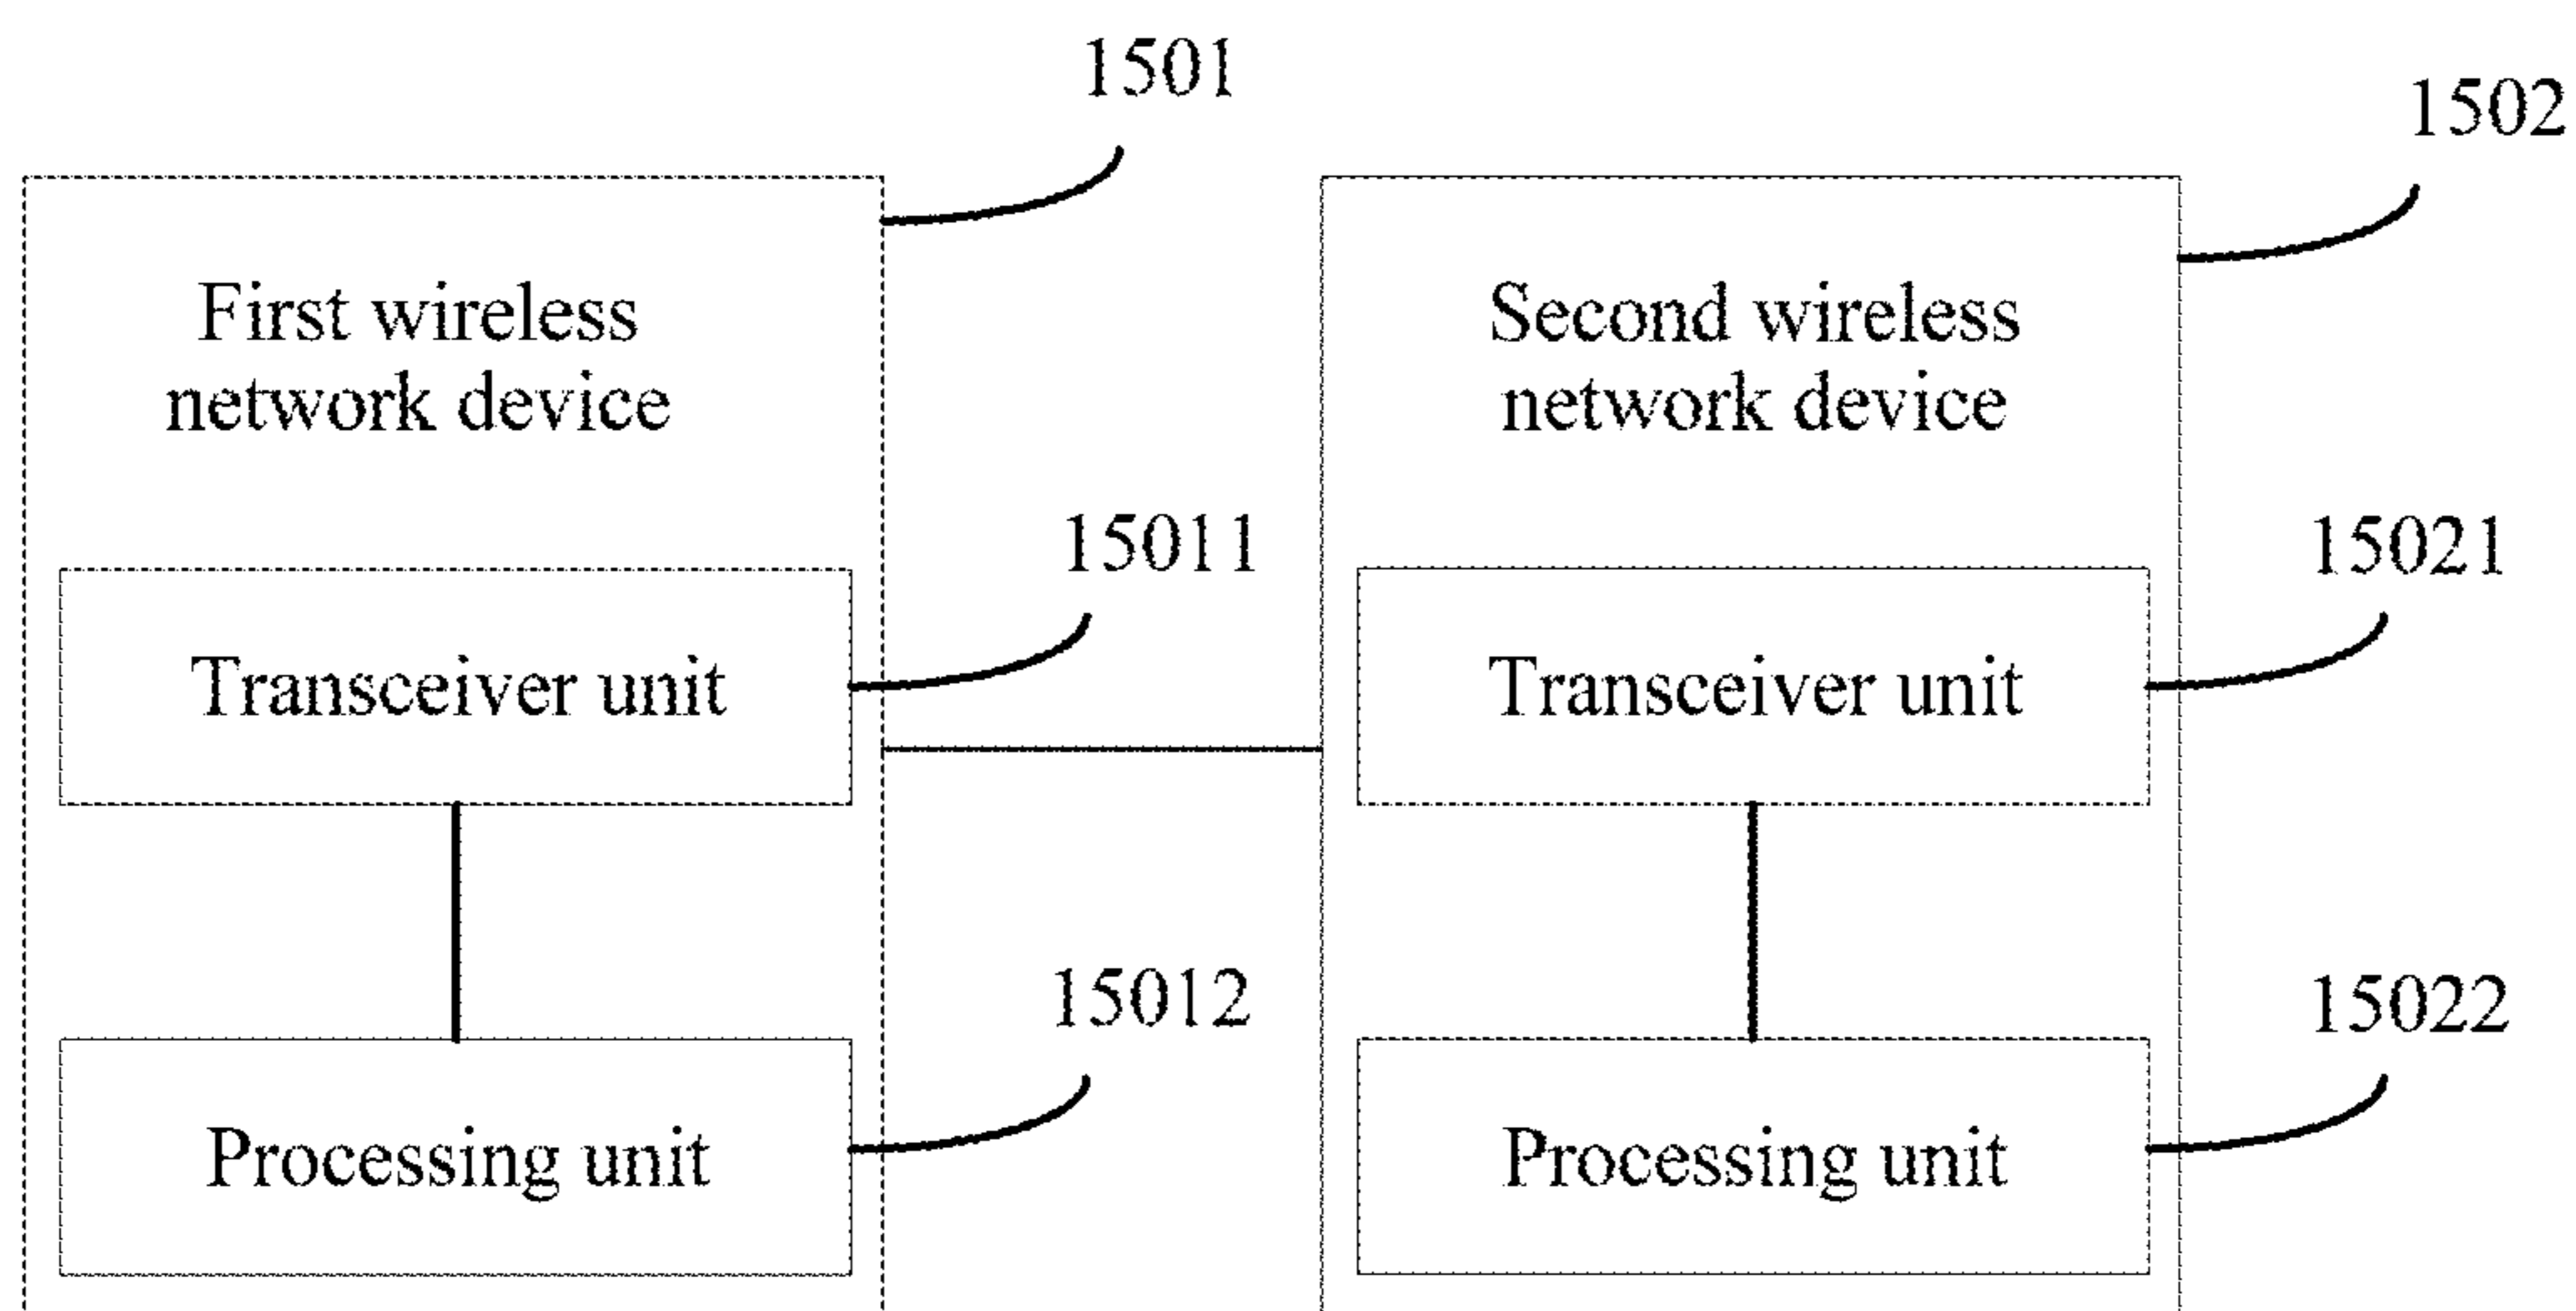 1501
1502
First wireless
network device
Second wireless
network device
15011
15021
Transceiver unit
Transceiver unit
15012
15022
Processing unit
Processing unit